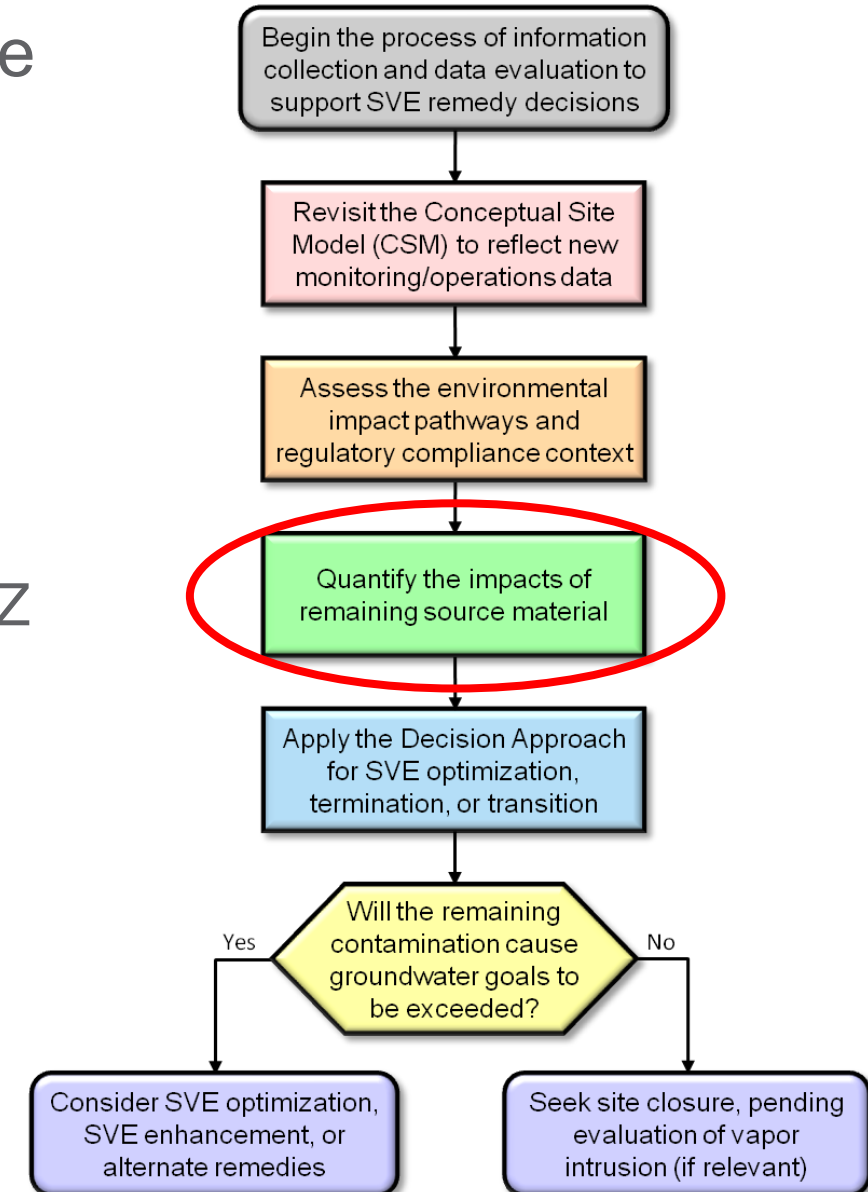 e
Begin the process of information
collection and data evaluation to
support SVE remedy decisions
Revisit the Conceptual Site
Model (CSM) to reflect new
monitoring/operations data
Assess the environmental
impact pathways and
regulatory compliance context
Z
Quantify the impacts of
remaining source material
Apply the Decision Approach
for SVE optimization,
termination, or transition
Will the remaining
contamination cause
groundwater goals to
be exceeded?
Yes
No
Consider SVE optimization,
SVE enhancement, or
alternate remedies
Seek site closure, pending
evaluation of vapor
intrusion (if relevant)